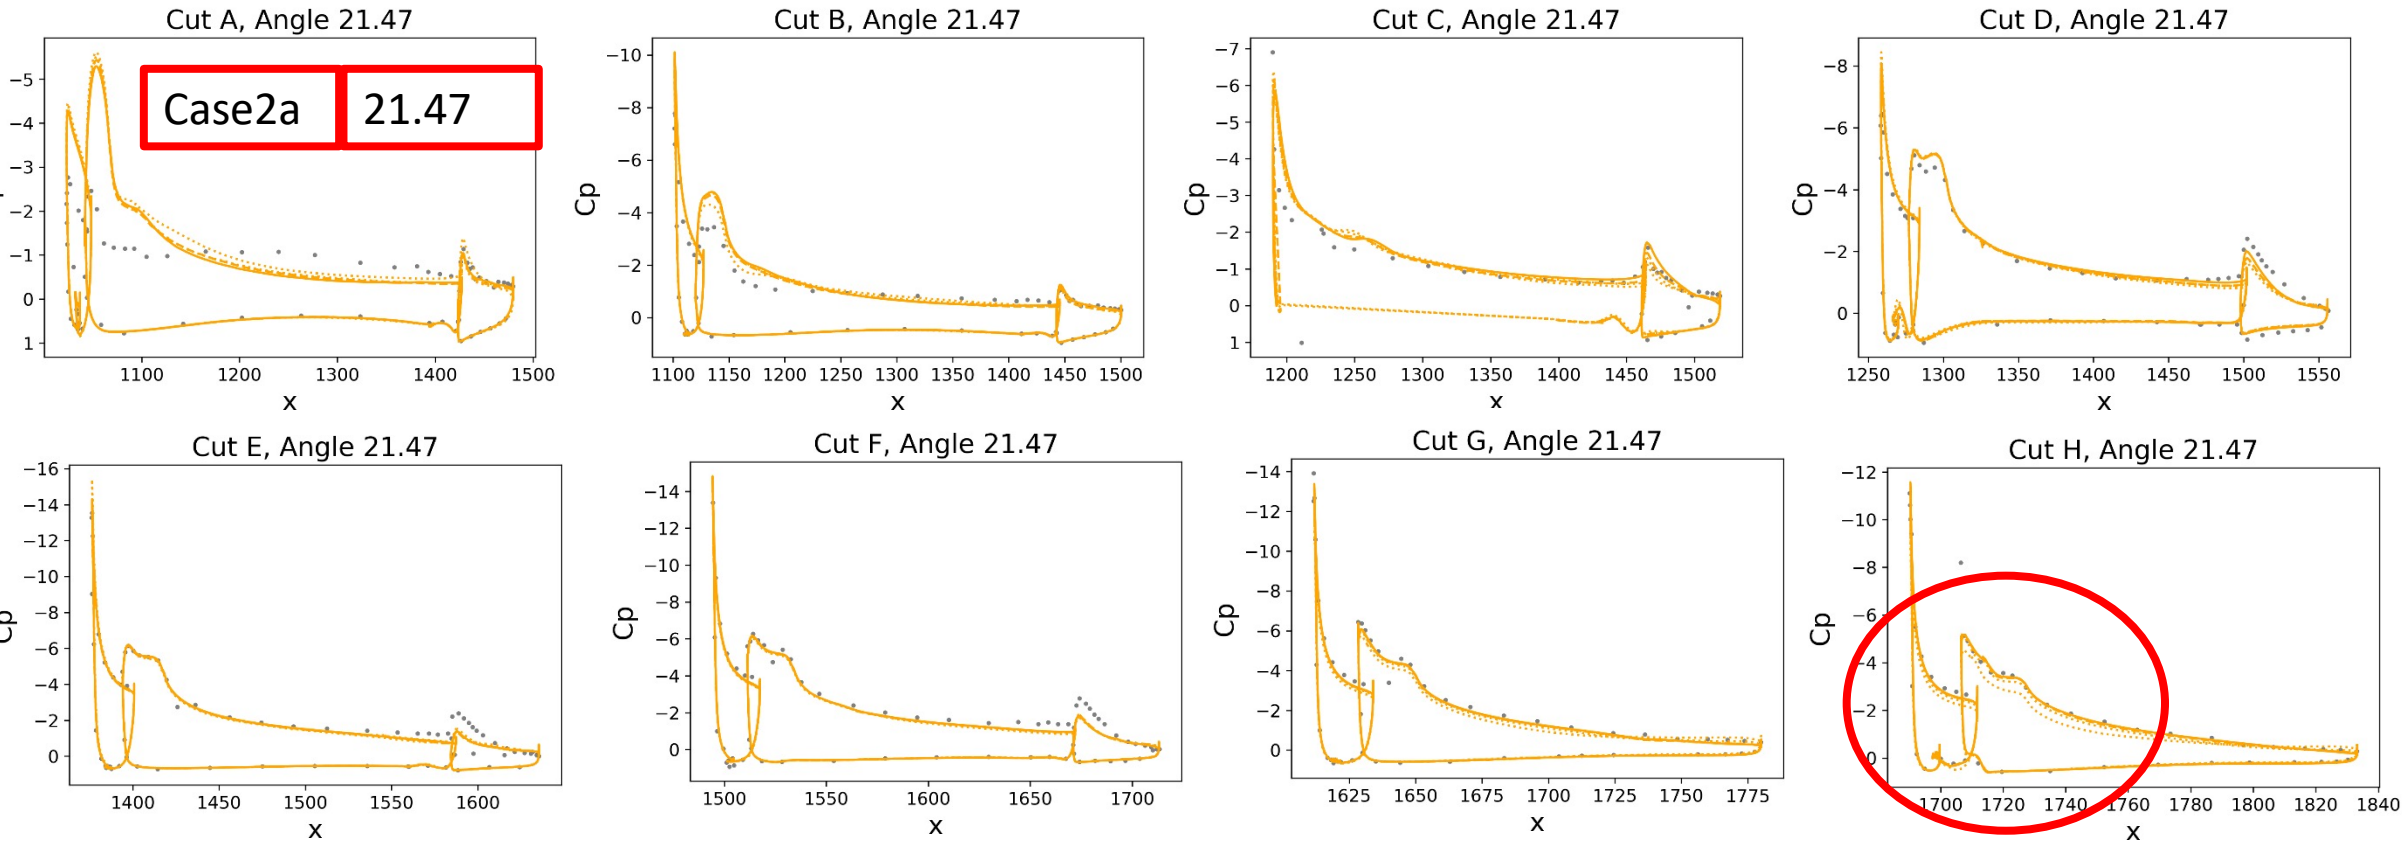 Cut A, Angle 21.47
−5
−4
−3
−2
−1
0
1
1100 1200 1300 1400 1500
x
Case2a 21.47
Cut B, Angle 21.47
Cp
−10
−8
−6
−4
−2
0
1100 1150 1200 1250 1300 1350 1400 1450 1500
x
Cut C, Angle 21.47
Cp
−7
−6
−5
−4
−3
−2
−1
0
1
1200 1250 1300 1350 1400 1450 1500
x
Cut D, Angle 21.47
Cp
−8
−6
−4
−2
0
1250 1300 1350 1400 1450 1500 1550
x
Cut E, Angle 21.47
Cp
−16
−14
−12
−10
−8
−6
−4
−2
0
1400 1450 1500 1550 1600
x
Cut F, Angle 21.47
Cp
−14
−12
−10
−8
−6
−4
−2
0
1500 1550 1600 1650 1700
x
Cut G, Angle 21.47
Cp
−14
−12
−10
−8
−6
−4
−2
0
1625 1650 1675 1700 1725 1750 1775
x
Cut H, Angle 21.47
Cp
−12
−10
−8
−6
−4
−2
0
1700 1720 1740 1760 1780 1800 1820 1840
x